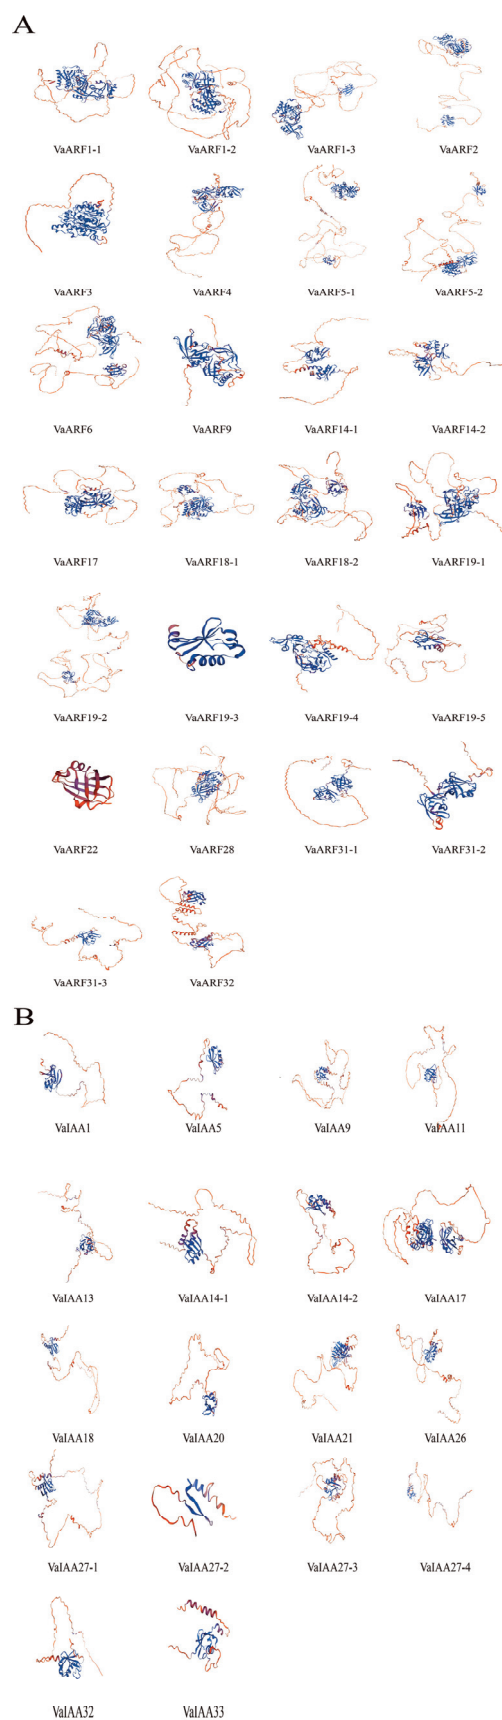 A
VaARF1-1 VaARF1-2 VaARF1-3 VaARF2
VaARF3 VaARF4 VaARF5-1 VaARF5-2
VaARF6 VaARF9 VaARF14-1 VaARF14-2
VaARF17 VaARF18-1 VaARF18-2 VaARF19-1
VaARF19-2 VaARF19-3 VaARF19-4 VaARF19-5
VaARF22 VaARF28 VaARF31-1 VaARF31-2
VaARF31-3 VaARF32
B
VaIAA1 VaIAA5 VaIAA9 VaIAA11
VaIAA13 VaIAA14-1 VaIAA14-2 VaIAA17
VaIAA18 VaIAA20 VaIAA21 VaIAA26
VaIAA27-1 VaIAA27-2 VaIAA27-3 VaIAA27-4
VaIAA32 VaIAA33